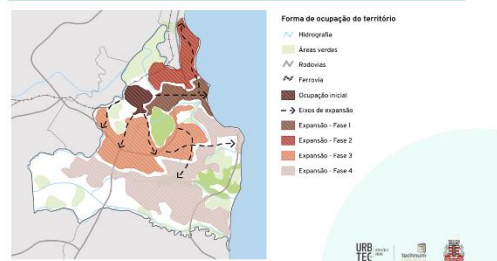 Forma de ocupação do território
Hidrografia
Áreas verdes
Rodovias
Ferrovia
Ocupação inicial
Eixos de expansão
Expansão - Fase 1
Expansão - Fase 2
Expansão - Fase 3
Expansão - Fase 4
URB
TEC
technum